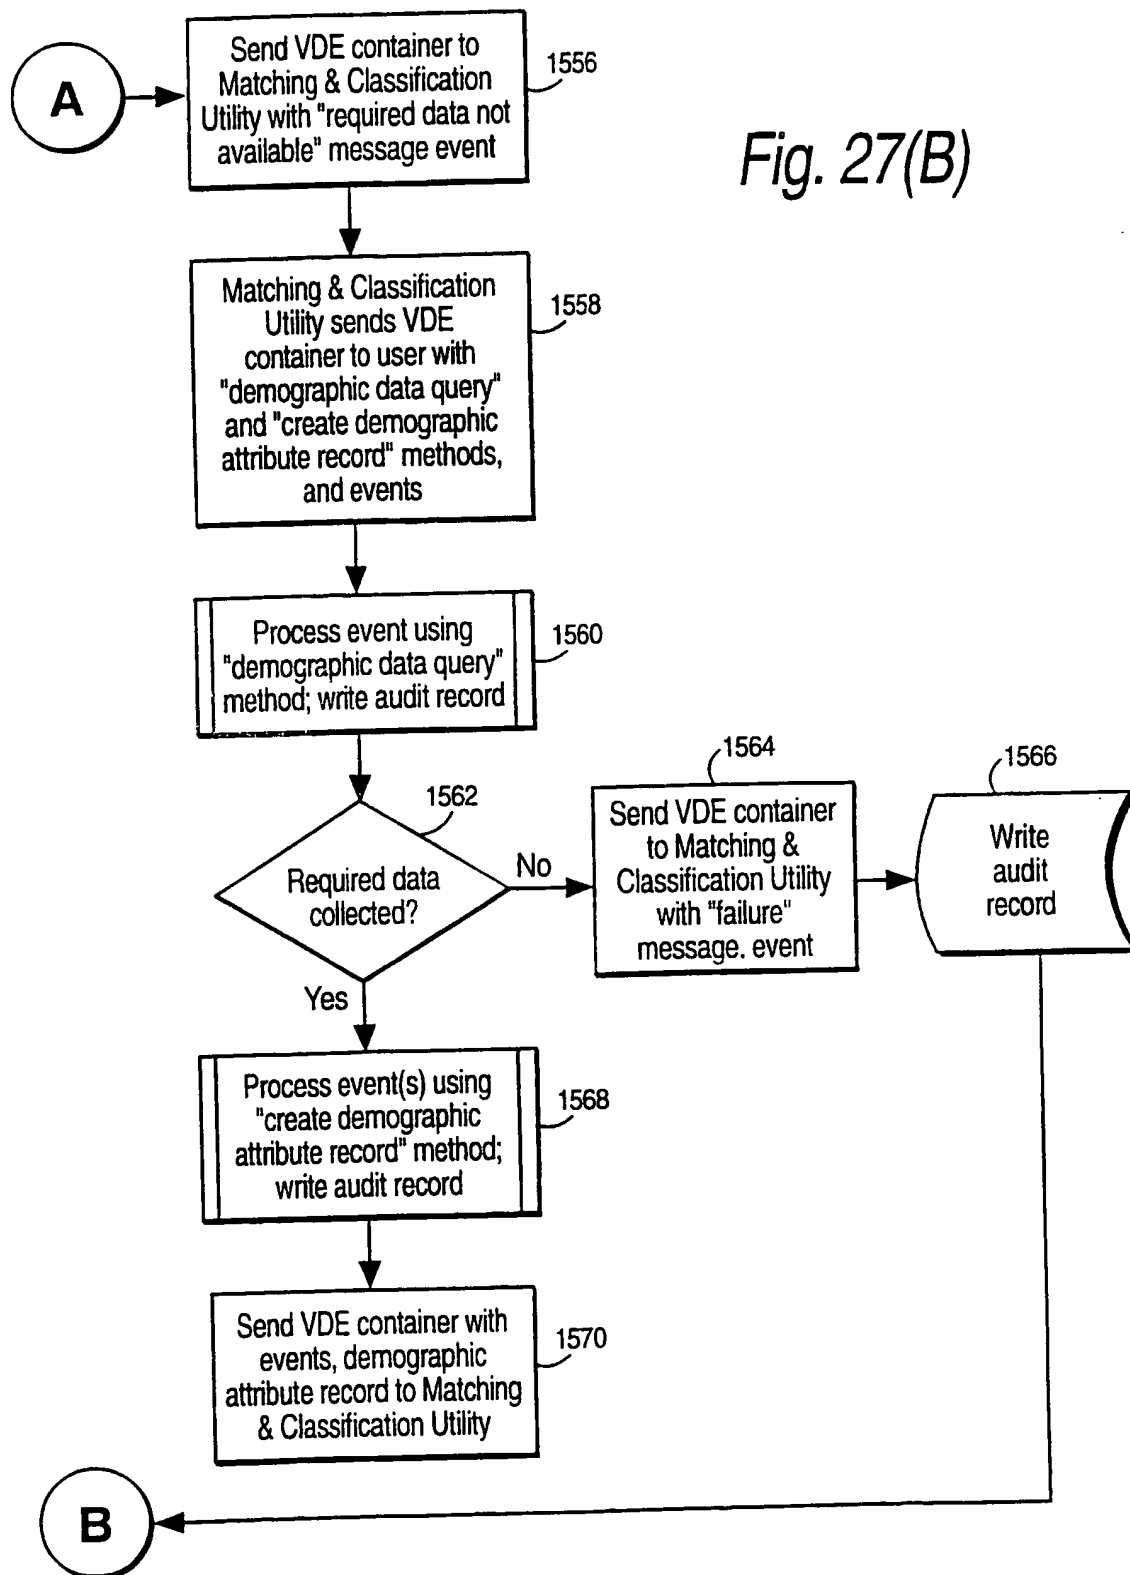 A
Send VDE container to
Matching & Classification
Utility with "required data not
available" message event
1556
Fig. 27(B)
Matching & Classification
Utility sends VDE
container to user with
"demographic data query"
and "create demographic
attribute record" methods,
and events
1558
Process event using
"demographic data query"
method; write audit record
1560
1562
Required data
collected?
No
Yes
1564
Send VDE container
to Matching &
Classification Utility
with "failure"
message. event
1566
Write
audit
record
Process event(s) using
"create demographic
attribute record" method;
write audit record
1568
Send VDE container with
events, demographic
attribute record to Matching
& Classification Utility
1570
B